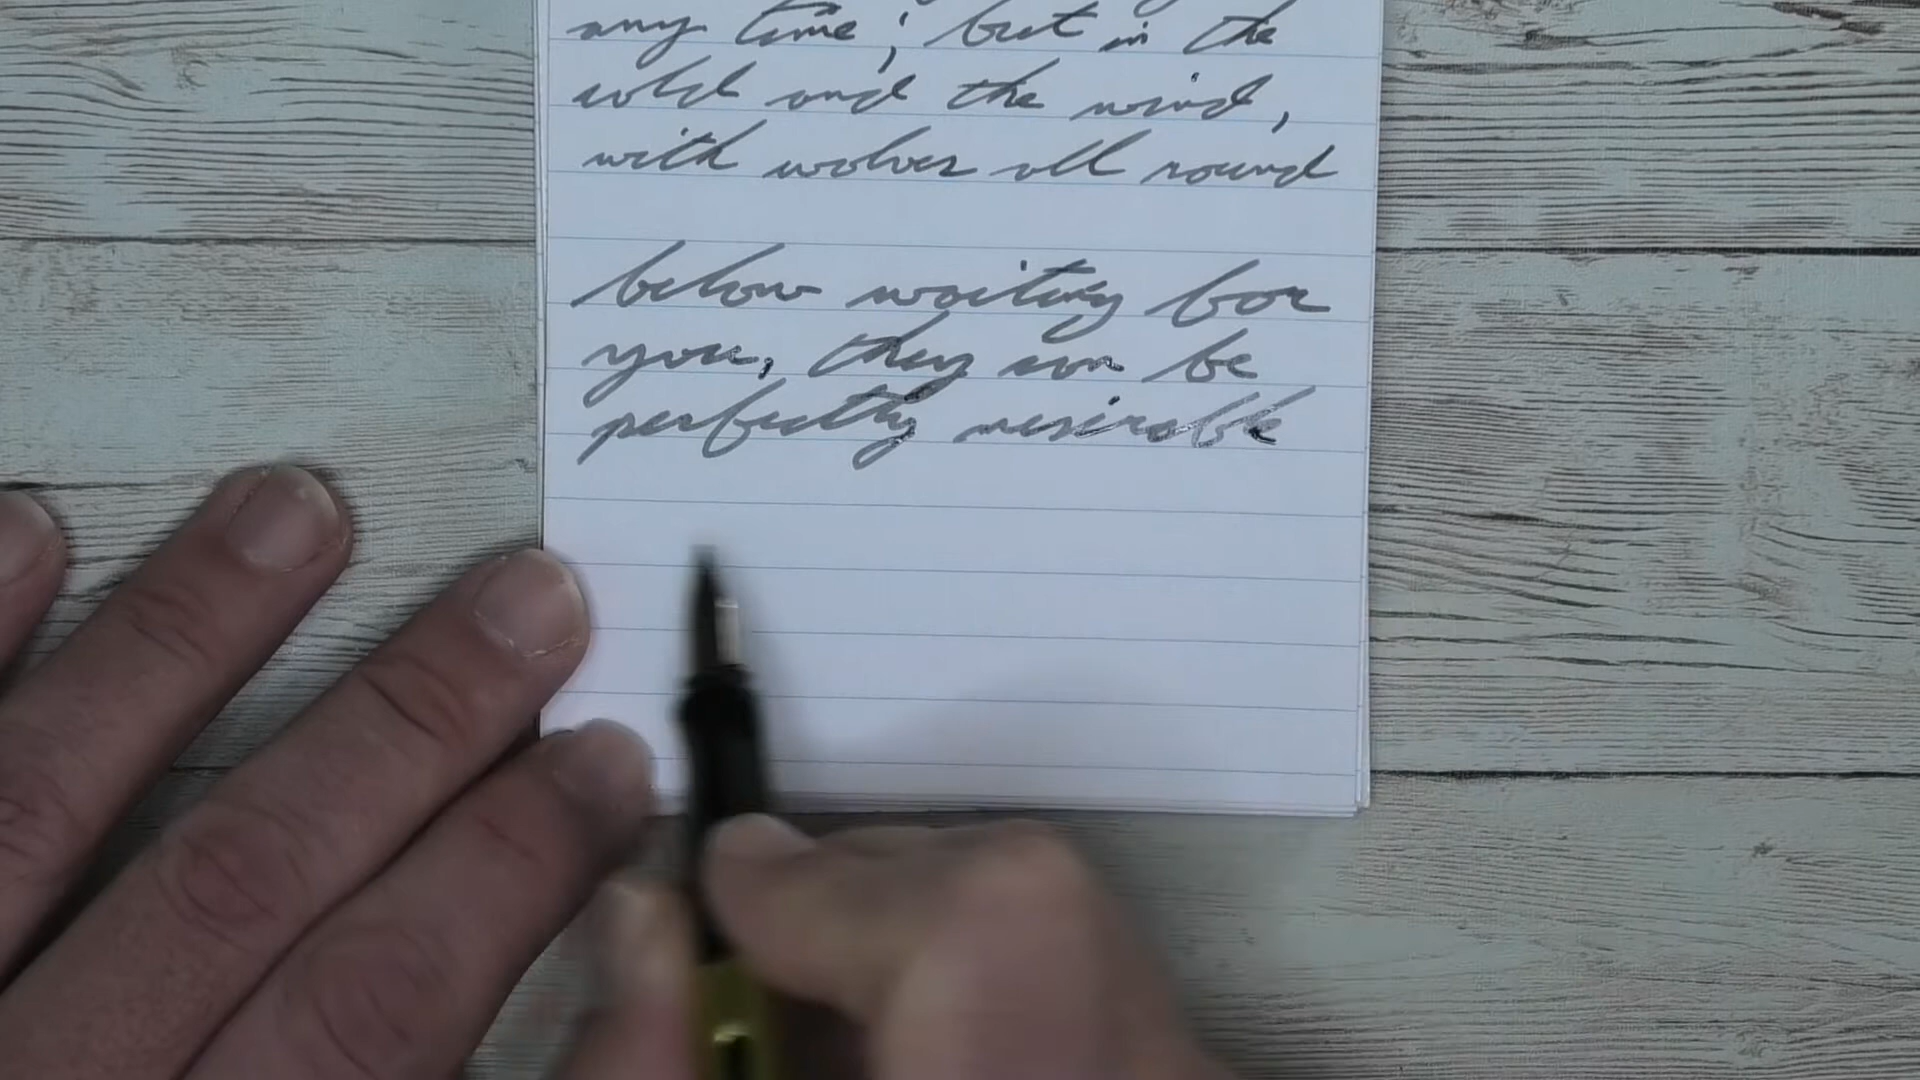 any time; but in the
cold and the wind,
with wolves all round
below waiting for
you, they can be
perfectly miserable